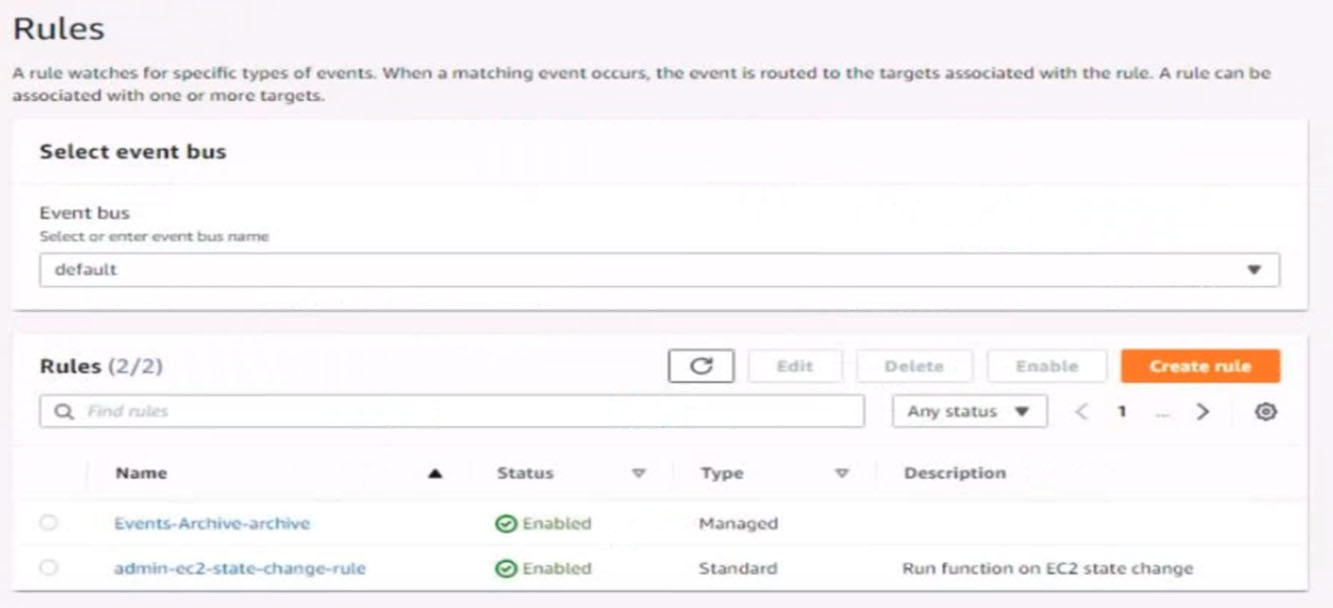 Rules
A rule watches for specific types of events. When a matching event occurs, the event is routed to the targets associated with the rule. A rule can be
associated with one or more targets.
Select event bus
Event bus
Select or enter event bus name
default
Rules (2/2)
Edit
Delete
Enable
Create rule
Find rules
Any status
1 ...
Name Status Type Description
Events-Archive-archive Enabled Managed
admin-ec2-state-change-rule Enabled Standard Run function on EC2 state change